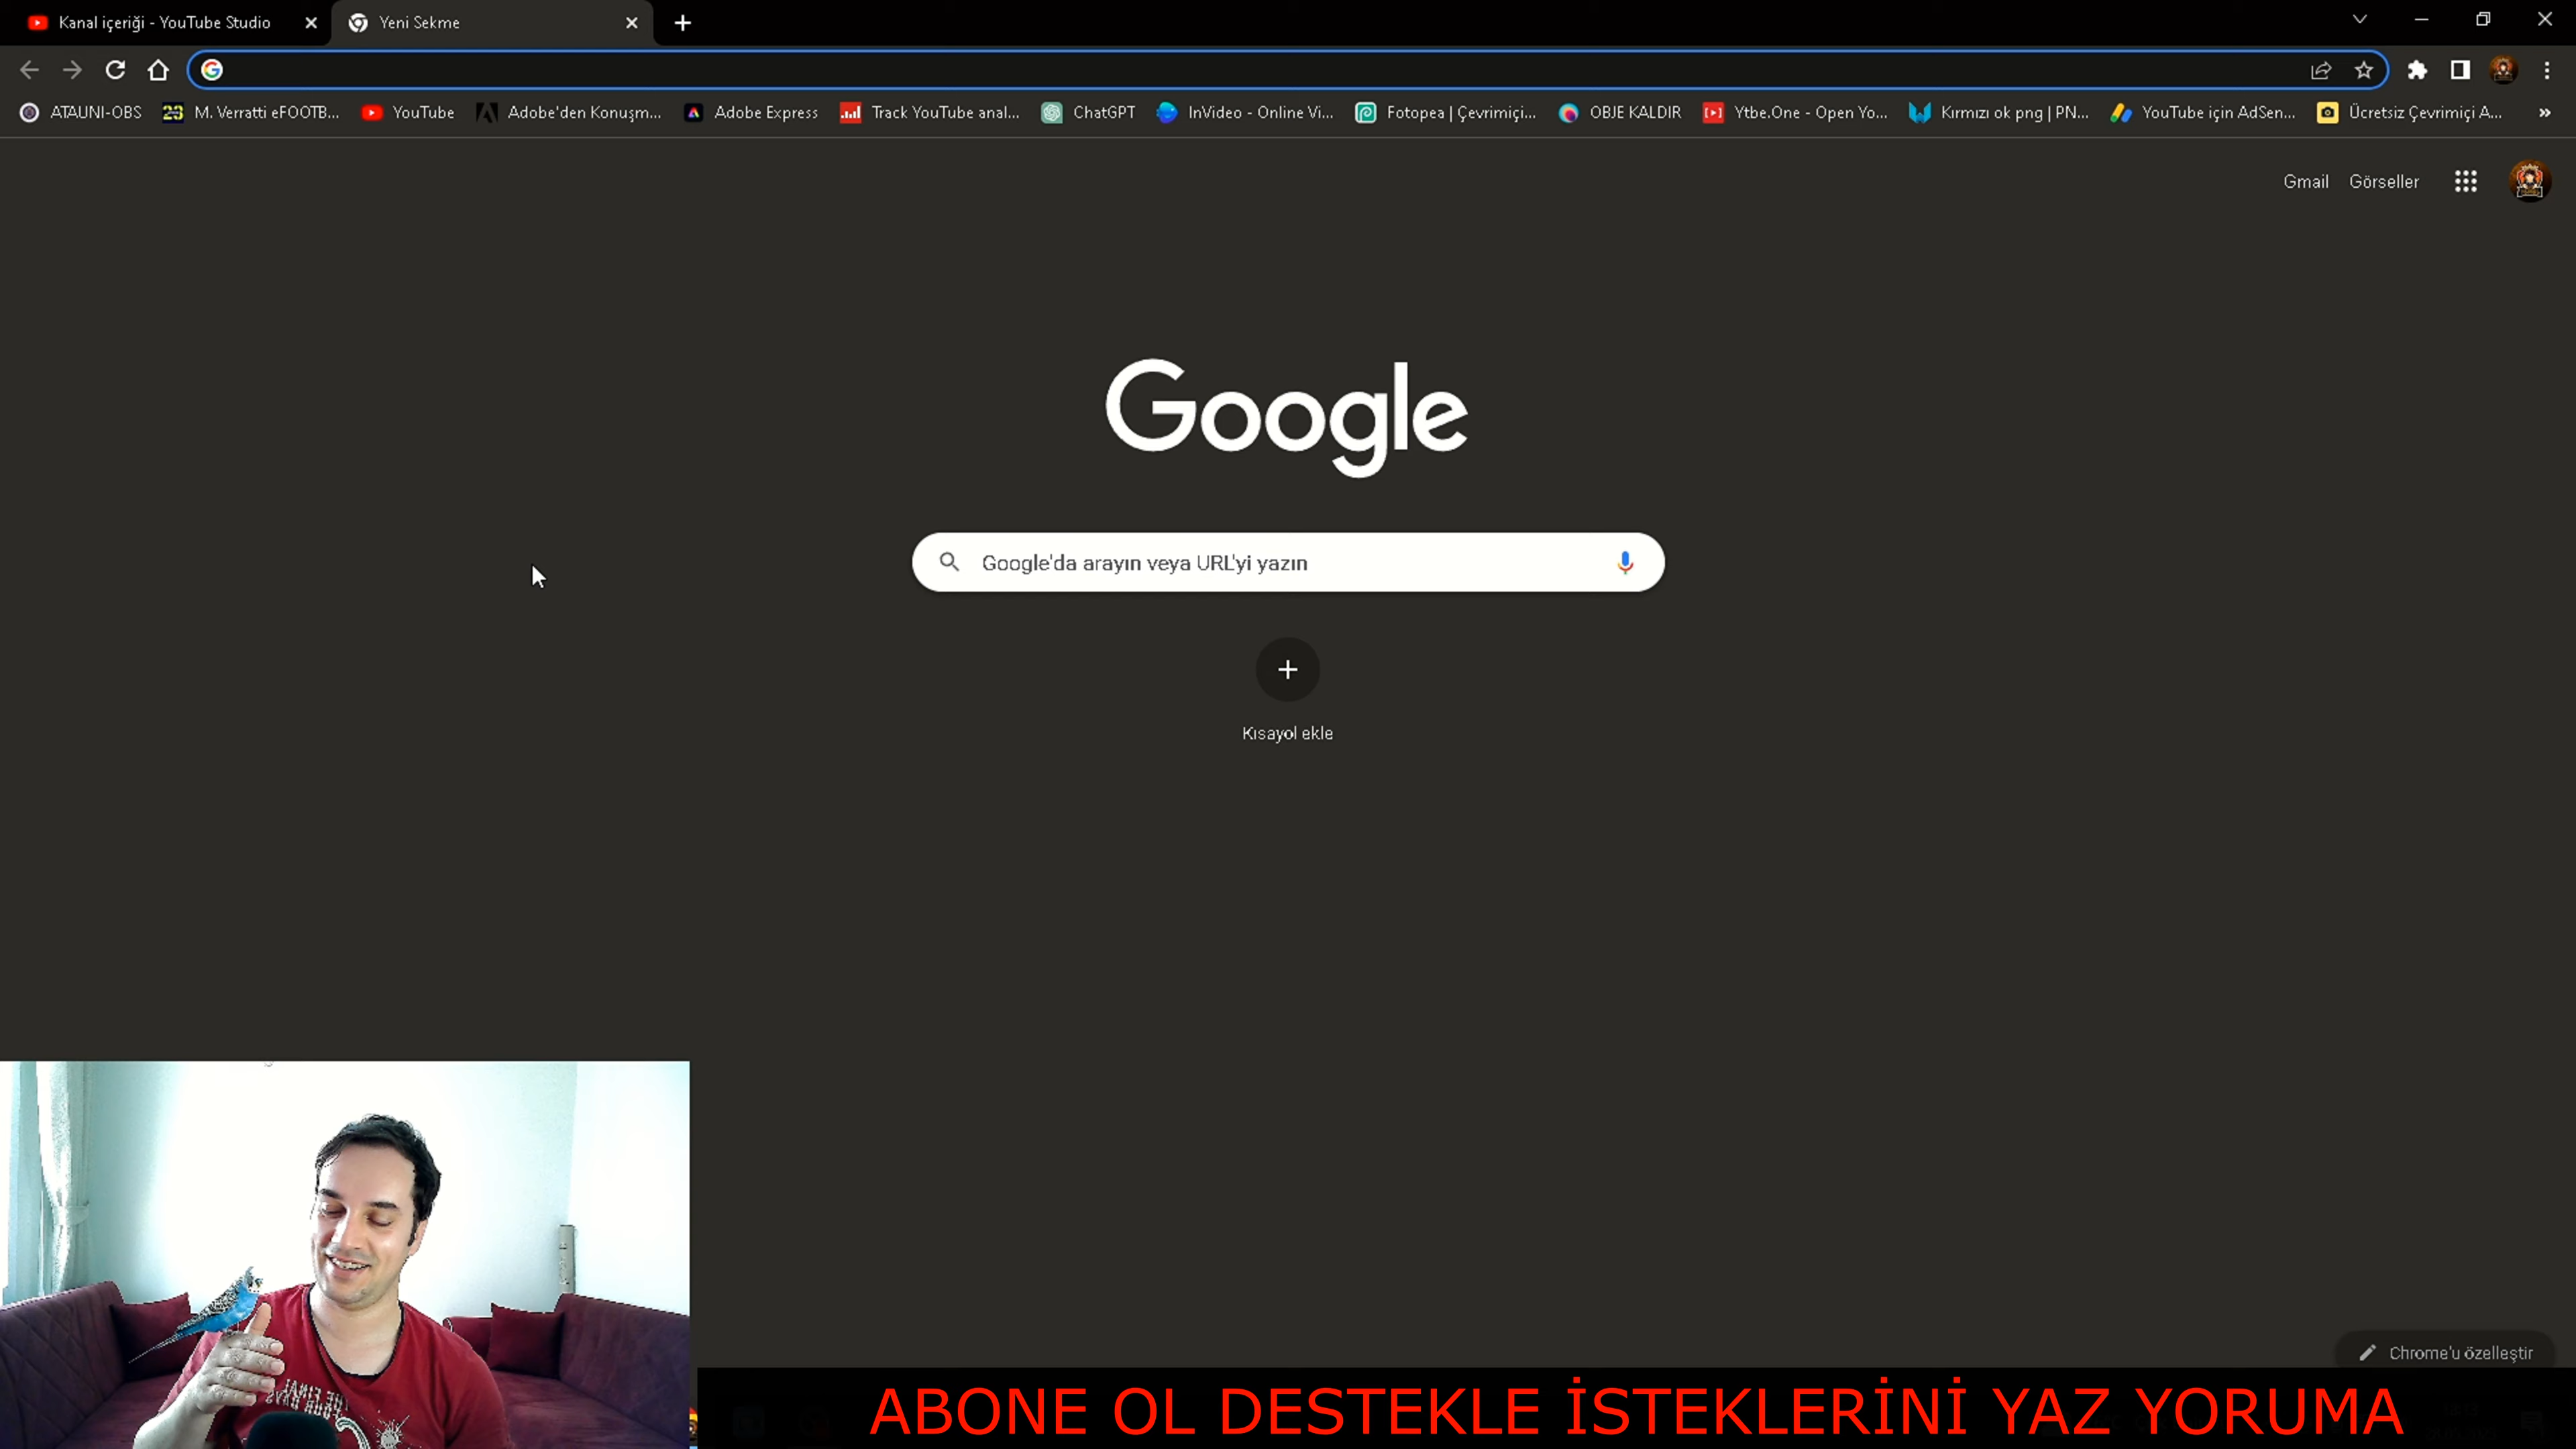 Kanal içeriği - YouTube Studio
Yeni Sekme
ATAUNI-OBS
M. Verratti eFOOTB...
YouTube
Adobe'den Konuşm...
Adobe Express
Track YouTube anal...
ChatGPT
InVideo - Online Vi...
Fotopea | Çevrimiçi...
OBJE KALDIR
Ytbe.One - Open Yo...
Kırmızı ok png | PN...
YouTube için AdSen...
Ücretsiz Çevrimiçi A...
Gmail
Görseller
Google
Google'da arayın veya URL'yi yazın
Kısayol ekle
Chrome'u özelleştir
ABONE OL DESTEKLE İSTEKLERİNİ YAZ YORUMA